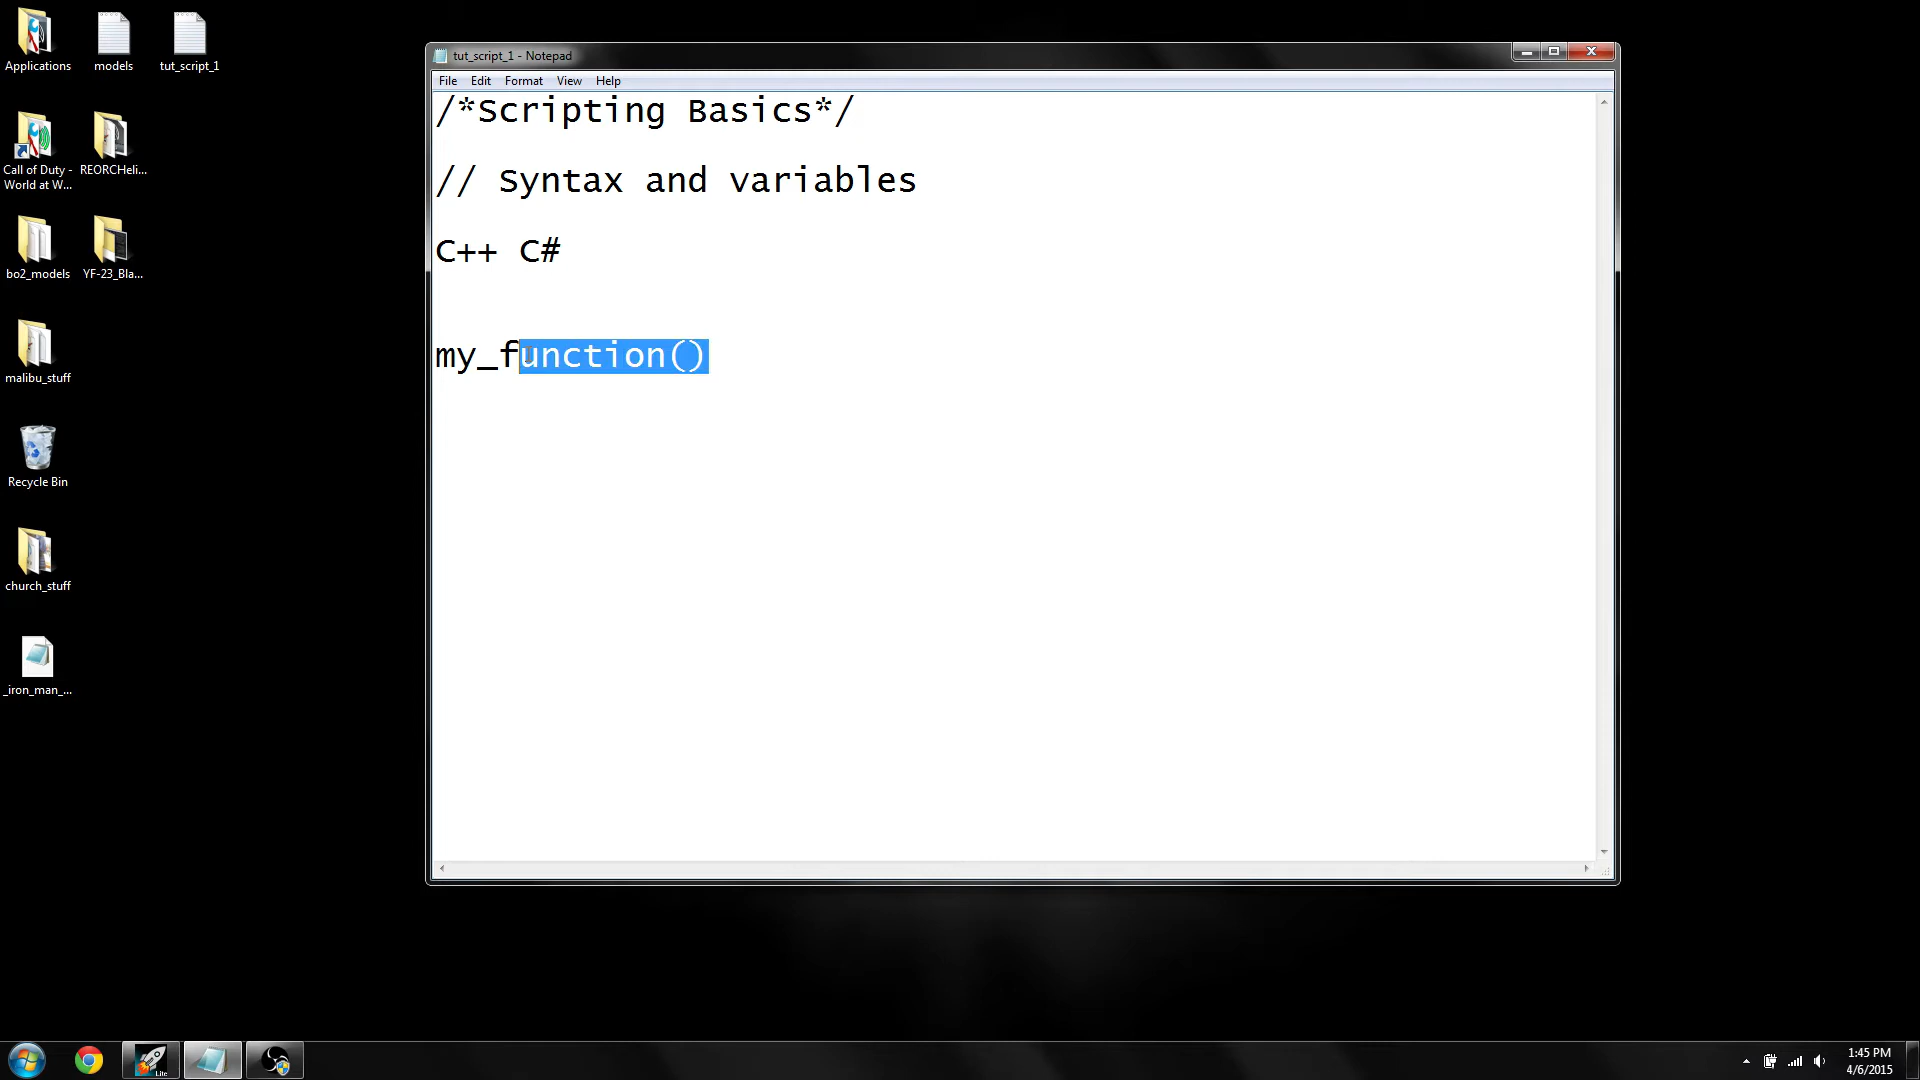 Applications
models
tut_script_1
Call of Duty -
World at W...
REORCHeli...
bo2_models
YF-23_Bla...
malibu_stuff
Recycle Bin
church_stuff
_iron_man_...
tut_script_1 - Notepad
File Edit Format View Help
/*Scripting Basics*/
// Syntax and variables
C++ C#
my_function()
Lite
1:45 PM
4/6/2015